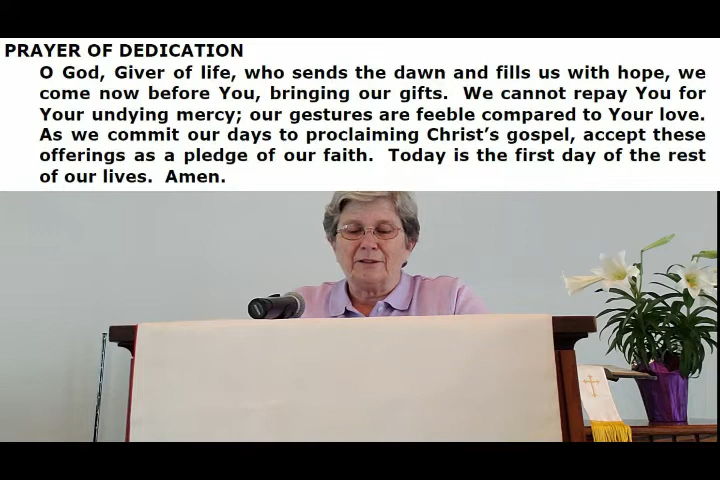 PRAYER OF DEDICATION
O God, Giver of life, who sends the dawn and fills us with hope, we
come now before You, bringing our gifts. We cannot repay You for
Your undying mercy; our gestures are feeble compared to Your love.
As we commit our days to proclaiming Christ's gospel, accept these
offerings as a pledge of our faith. Today is the first day of the rest
of our lives. Amen.